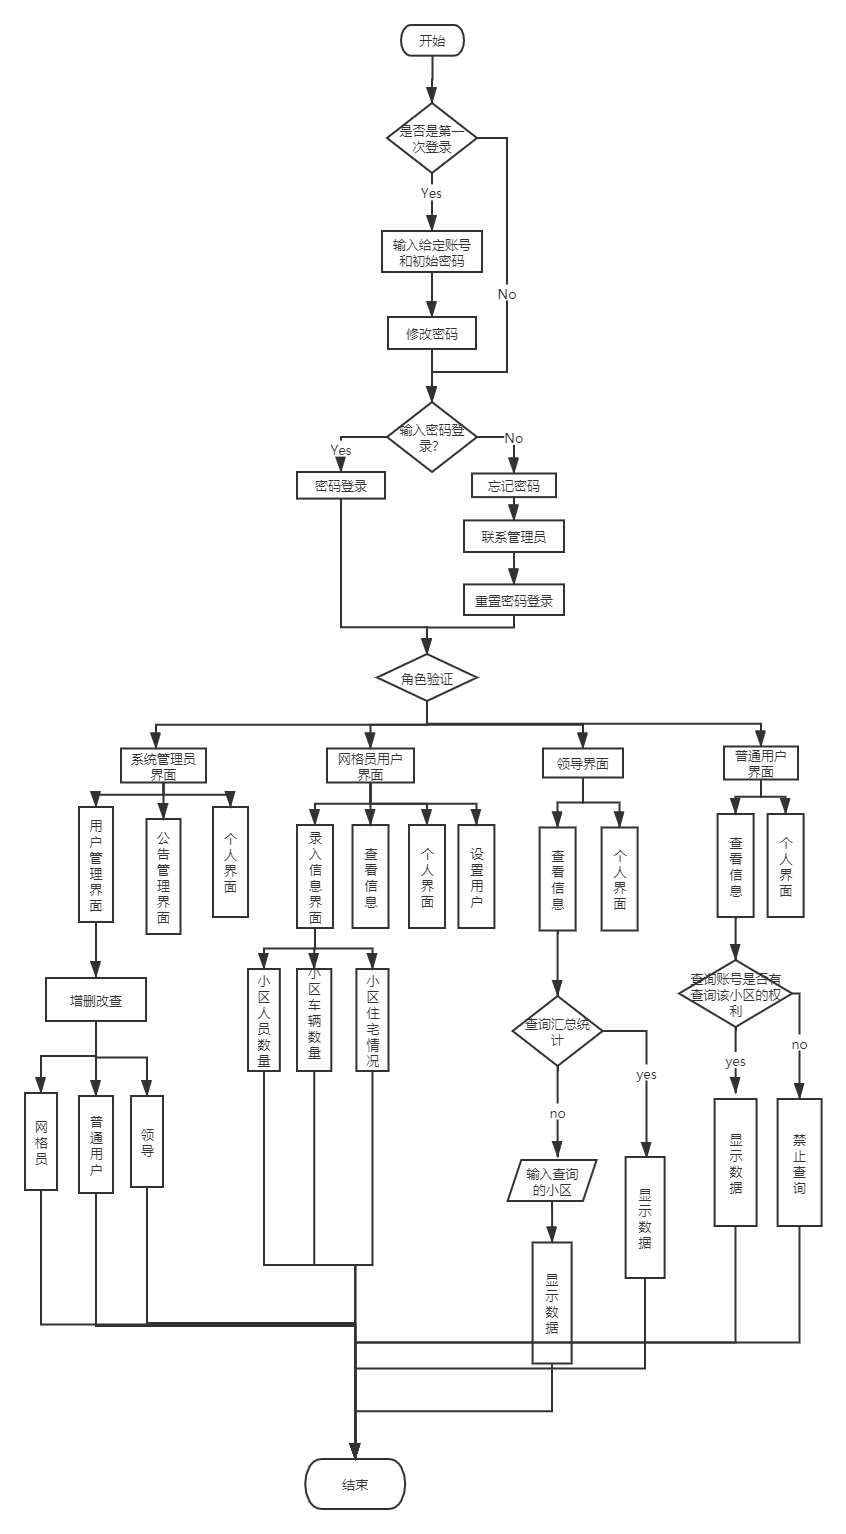 开始
是否是第一
次登录
Yes
输入给定账号
和初始密码
No
修改密码
输入密码登
录?
Yes
No
密码登录
忘记密码
联系管理员
重置密码登录
角色验证
系统管理员
界面
网格员用户
界面
领导界面
普通用户
界面
用户管理界面
公告管理界面
个人界面
录入信息界面
查看信息
个人界面
设置用户
查看信息
个人界面
查看信息
个人界面
增删改查
小区人员数量
小区车辆数量
小区住宅情况
查询汇总统
计
查询账号是否有
查询该小区的权
利
yes
no
yes
no
网格员
普通用户
领导
输入查询
的小区
显示数据
显示数据
显示数据
禁止查询
结束